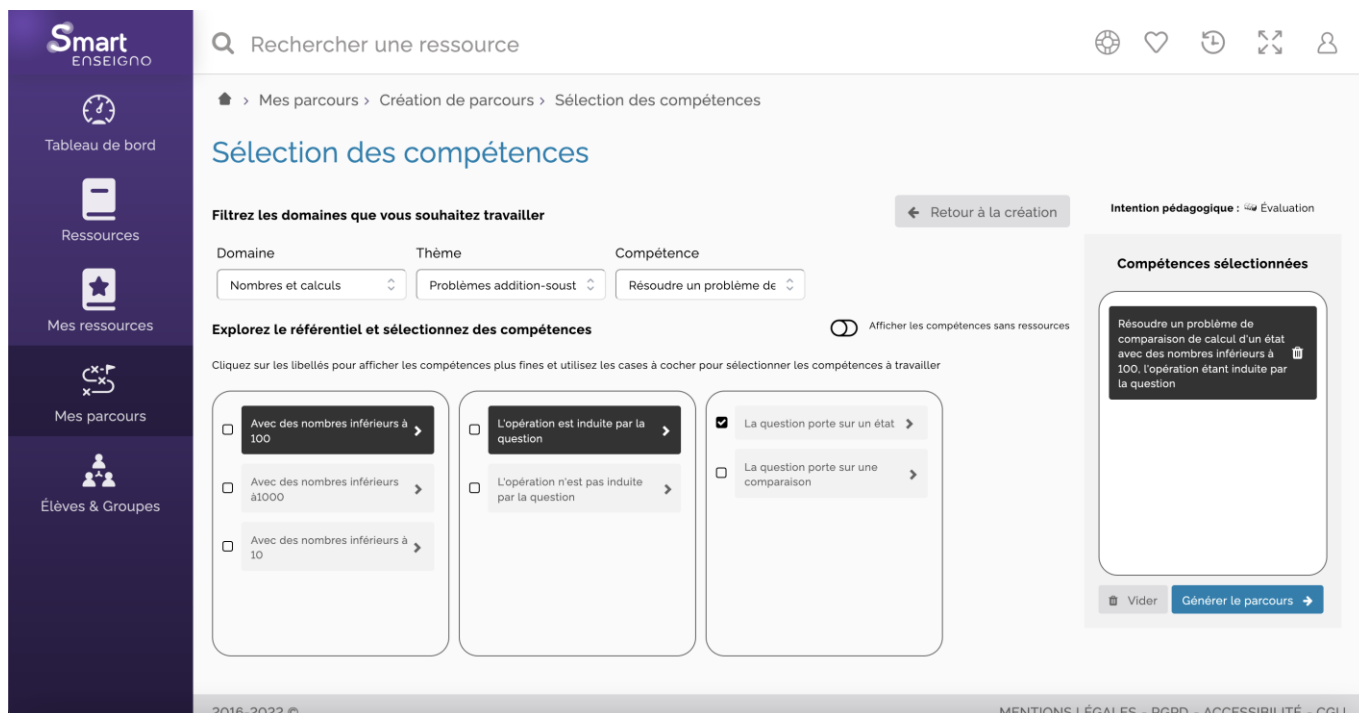 Smart
ENSEIGNO
Tableau de bord
Ressources
Mes ressources
Mes parcours
Élèves & Groupes
Rechercher une ressource
Mes parcours > Création de parcours > Sélection des compétences
Sélection des compétences
Filtrez les domaines que vous souhaitez travailler
Retour à la création
Domaine
Thème
Compétence
Nombres et calculs
Problèmes addition-soust
Résoudre un problème de
Explorez le référentiel et sélectionnez des compétences
Afficher les compétences sans ressources
Cliquez sur les libellés pour afficher les compétences plus fines et utilisez les cases à cocher pour sélectionner les compétences à travailler
Avec des nombres inférieurs à
100
Avec des nombres inférieurs
à1000
Avec des nombres inférieurs à
10
L'opération est induite par la
question
L'opération n'est pas induite
par la question
La question porte sur un état
La question porte sur une
comparaison
Intention pédagogique : Évaluation
Compétences sélectionnées
Résoudre un problème de
comparaison de calcul d'un état
avec des nombres inférieurs à
100, l'opération étant induite par
la question
Vider
Générer le parcours
2016-2022 ©
MENTIONS LÉGALES - RGPD - ACCESSIBILITÉ - CGU